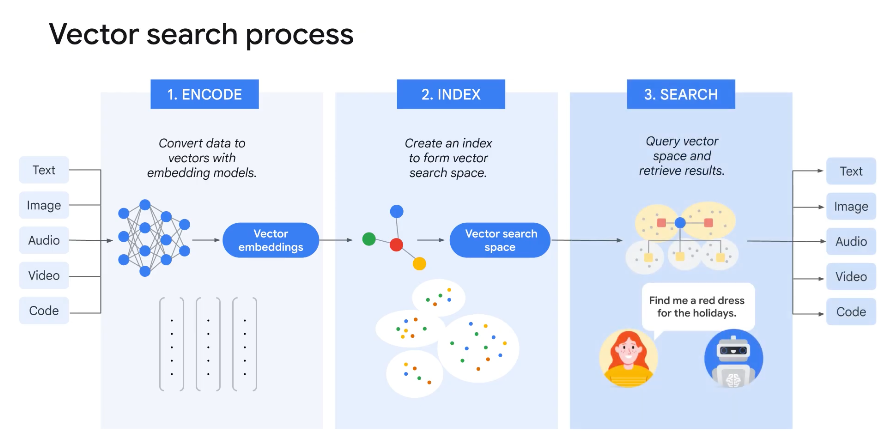 Vector search process
1. ENCODE
2. INDEX
3. SEARCH
Convert data to
vectors with
embedding models.
Create an index
to form vector
search space.
Query vector
space and
retrieve results.
Text
Image
Audio
Video
Code
Vector
embeddings
Vector search
space
Find me a red dress
for the holidays.
Text
Image
Audio
Video
Code